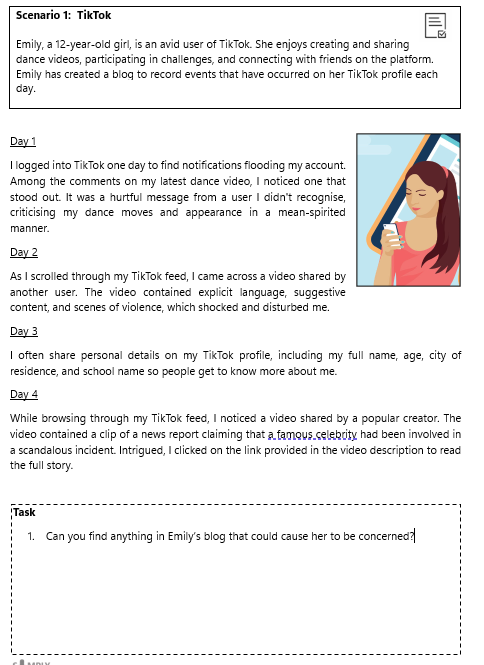 Scenario 1:  TikTok
Emily, a 12-year-old girl, is an avid user of TikTok. She enjoys creating and sharing
dance videos, participating in challenges, and connecting with friends on the platform.
Emily has created a blog to record events that have occurred on her TikTok profile each
day.
Day 1
I logged into TikTok one day to find notifications flooding my account.
Among the comments on my latest dance video, I noticed one that
stood out. It was a hurtful message from a user I didn't recognise,
criticising my dance moves and appearance in a mean-spirited
manner.
Day 2
As I scrolled through my TikTok feed, I came across a video shared by
another user. The video contained explicit language, suggestive
content, and scenes of violence, which shocked and disturbed me.
Day 3
I often share personal details on my TikTok profile, including my full name, age, city of
residence, and school name so people get to know more about me.
Day 4
While browsing through my TikTok feed, I noticed a video shared by a popular creator. The
video contained a clip of a news report claiming that a famous celebrity had been involved in
a scandalous incident. Intrigued, I clicked on the link provided in the video description to read
the full story.
Task
1. Can you find anything in Emily's blog that could cause her to be concerned?